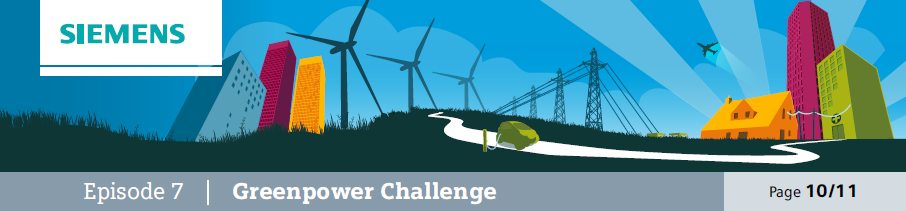 SIEMENS
Episode 7 | Greenpower Challenge
Page 10/11